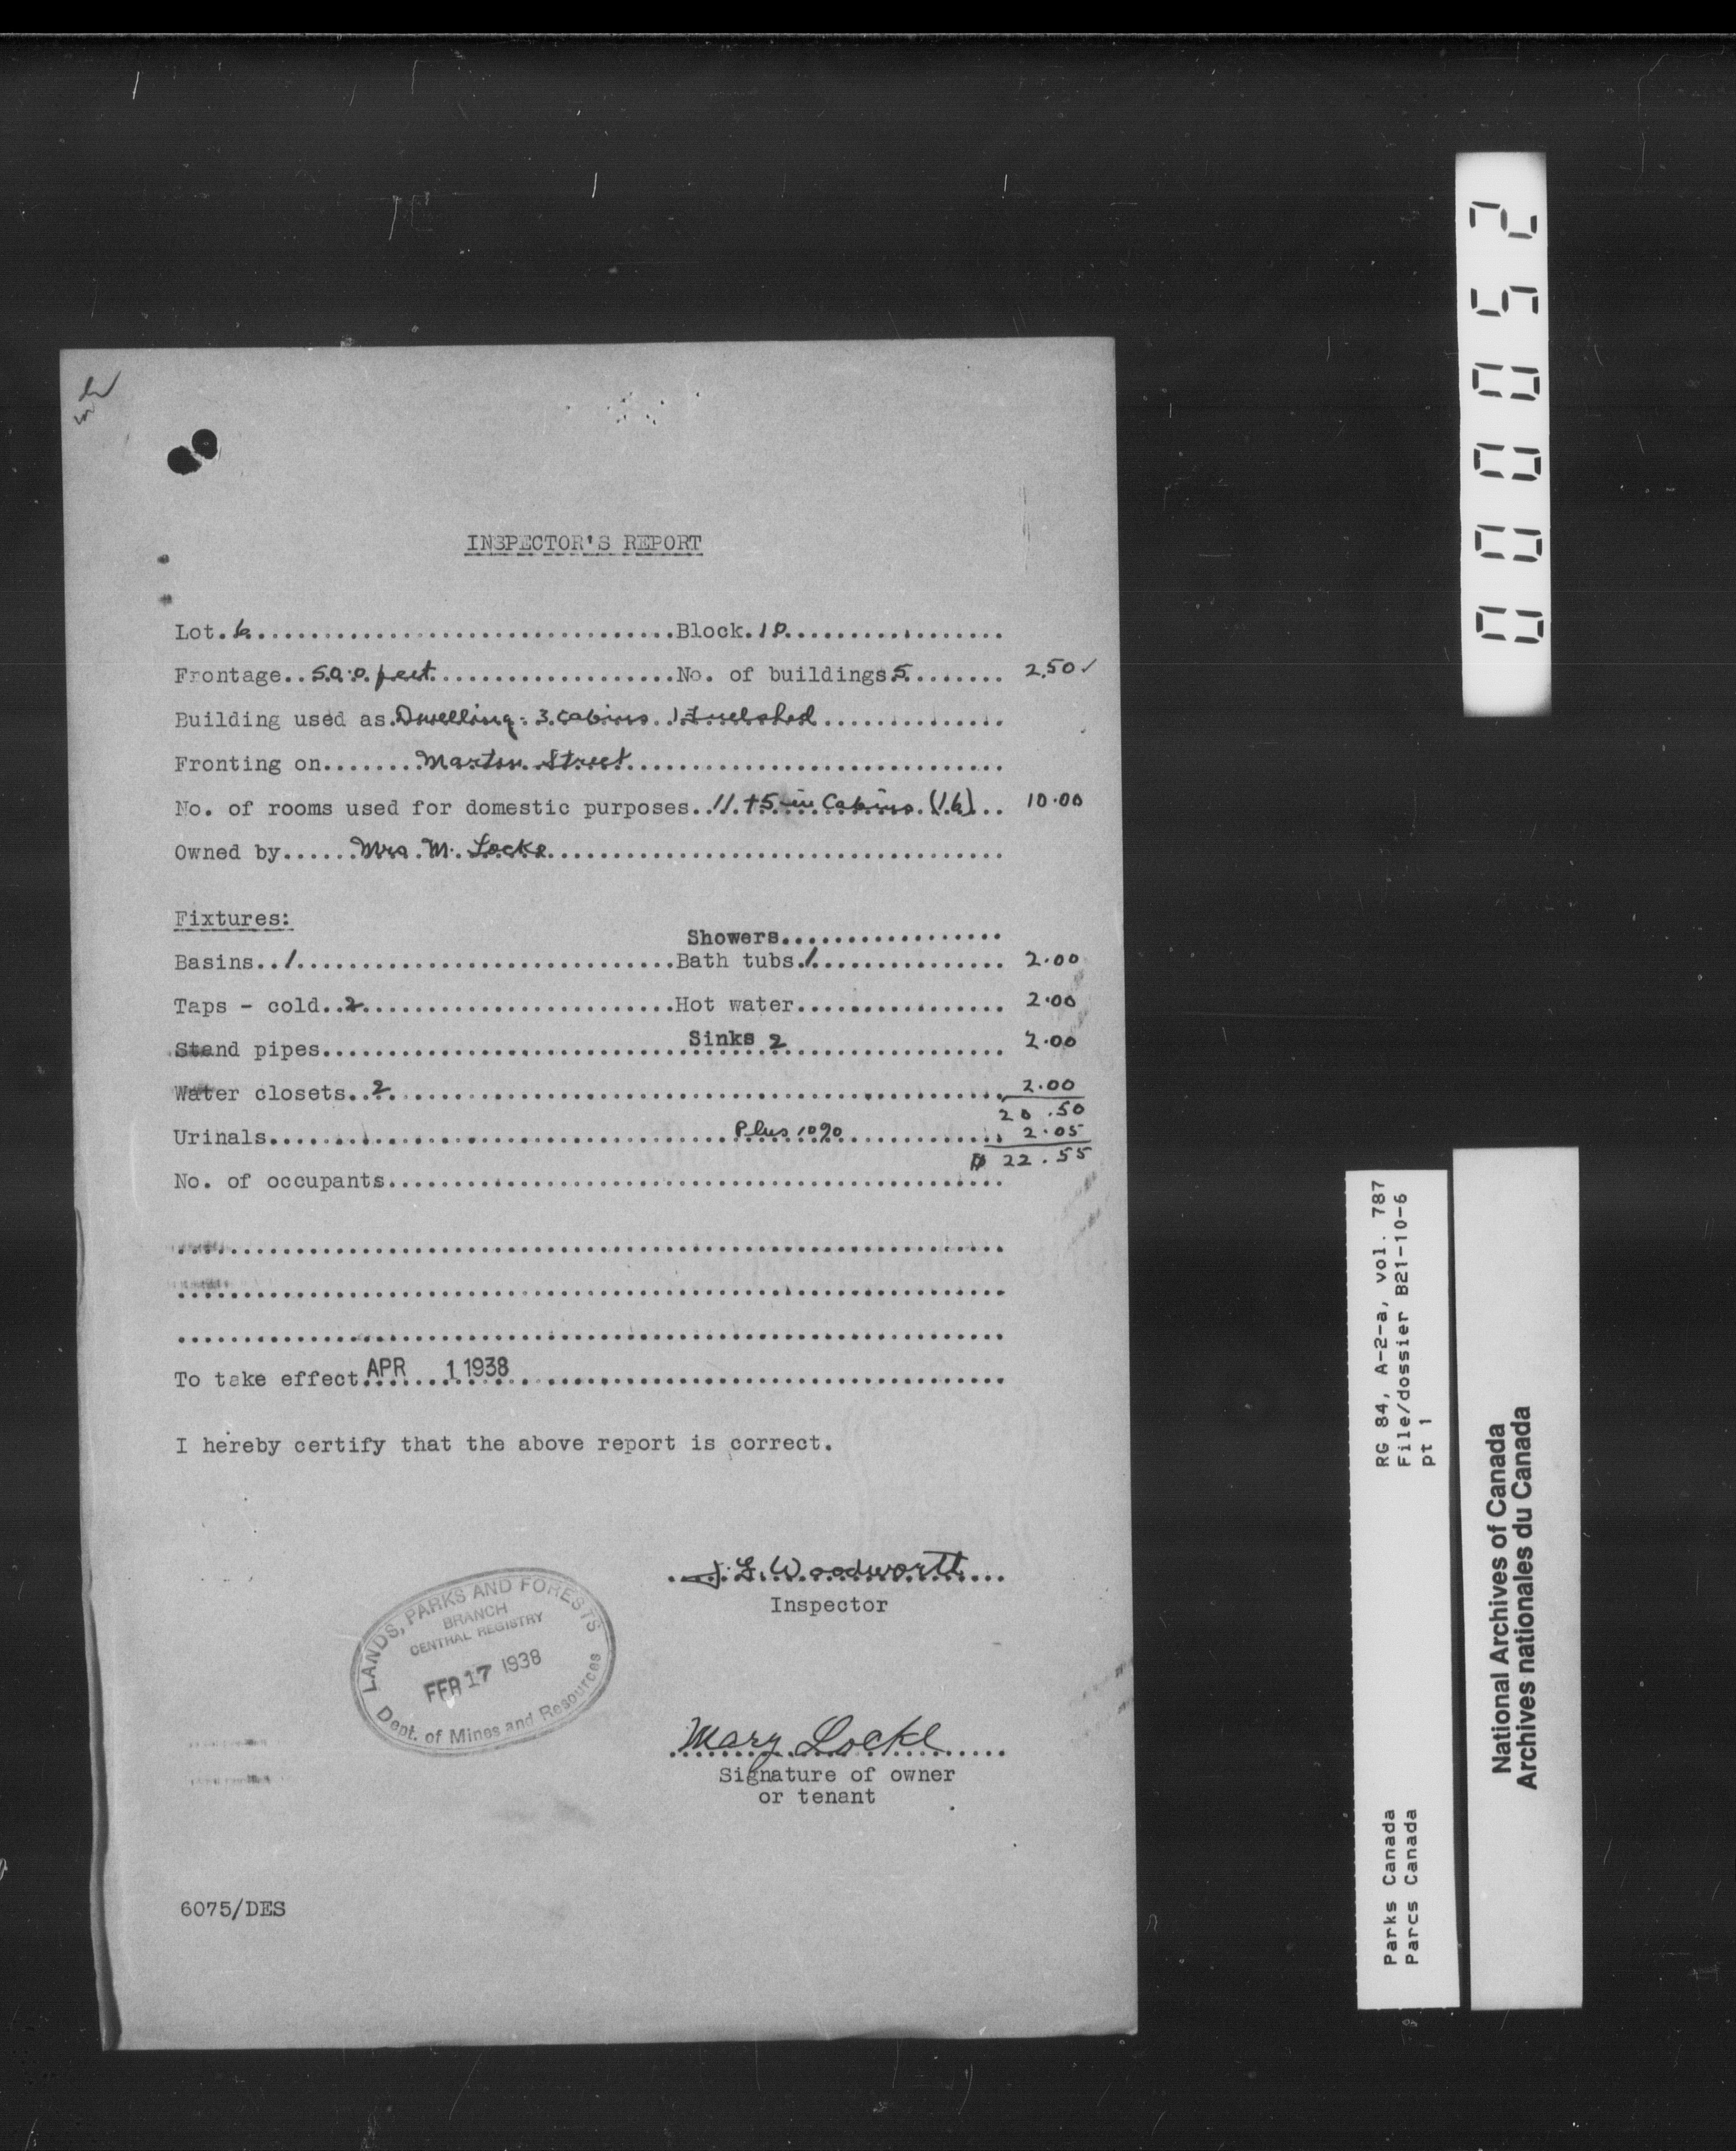 INSPECTOR'S REPORT
Lot.6................................Block.10.................
Frontage..50.0 feet...................No. of buildings 5........ 2.50 ✓
Building used as.Dwelling. 3 Cabins. 1 Fuelshed..............
Fronting on........Marten Street............................
No. of rooms used for domestic purposes..11 + 5 in Cabins (16)... 10.00
Owned by......Mrs. M. Locke..................................
Fixtures:
Showers.................
Basins..1.............................Bath tubs.1.............. 2.00
Taps - cold..2........................Hot water................ 2.00
Stand pipes............................Sinks 2................. 2.00
Water closets..2............................................... 2.00
20.50
Urinals...................................Plus 10%............. 2.05
$ 22.55
No. of occupants...............................................
To take effect.APR 1 1938......................................
I hereby certify that the above report is correct.
Woodworth
Inspector
LANDS, PARKS AND FORESTS
BRANCH
CENTRAL REGISTRY
FEB 17 1938
Dept. of Mines and Resources
Mary Locke
Signature of owner
or tenant
6075/DES
000052
RG 84, A-2-a, vol. 787
File/dossier B21-10-6
pt 1
Parks Canada
Parcs Canada
National Archives of Canada
Archives nationales du Canada